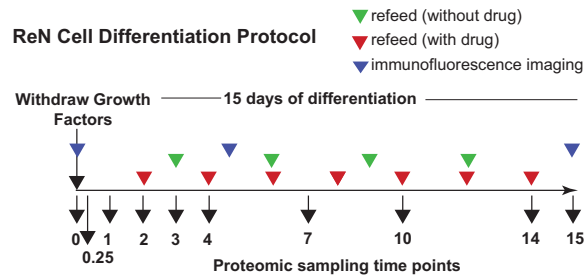 refeed (without drug)
ReN Cell Differentiation Protocol
refeed (with drug)
immunofluorescence imaging
Withdraw Growth
Factors
15 days of differentiation
0 1 2 3 4 7 10 14 15
0.25
Proteomic sampling time points